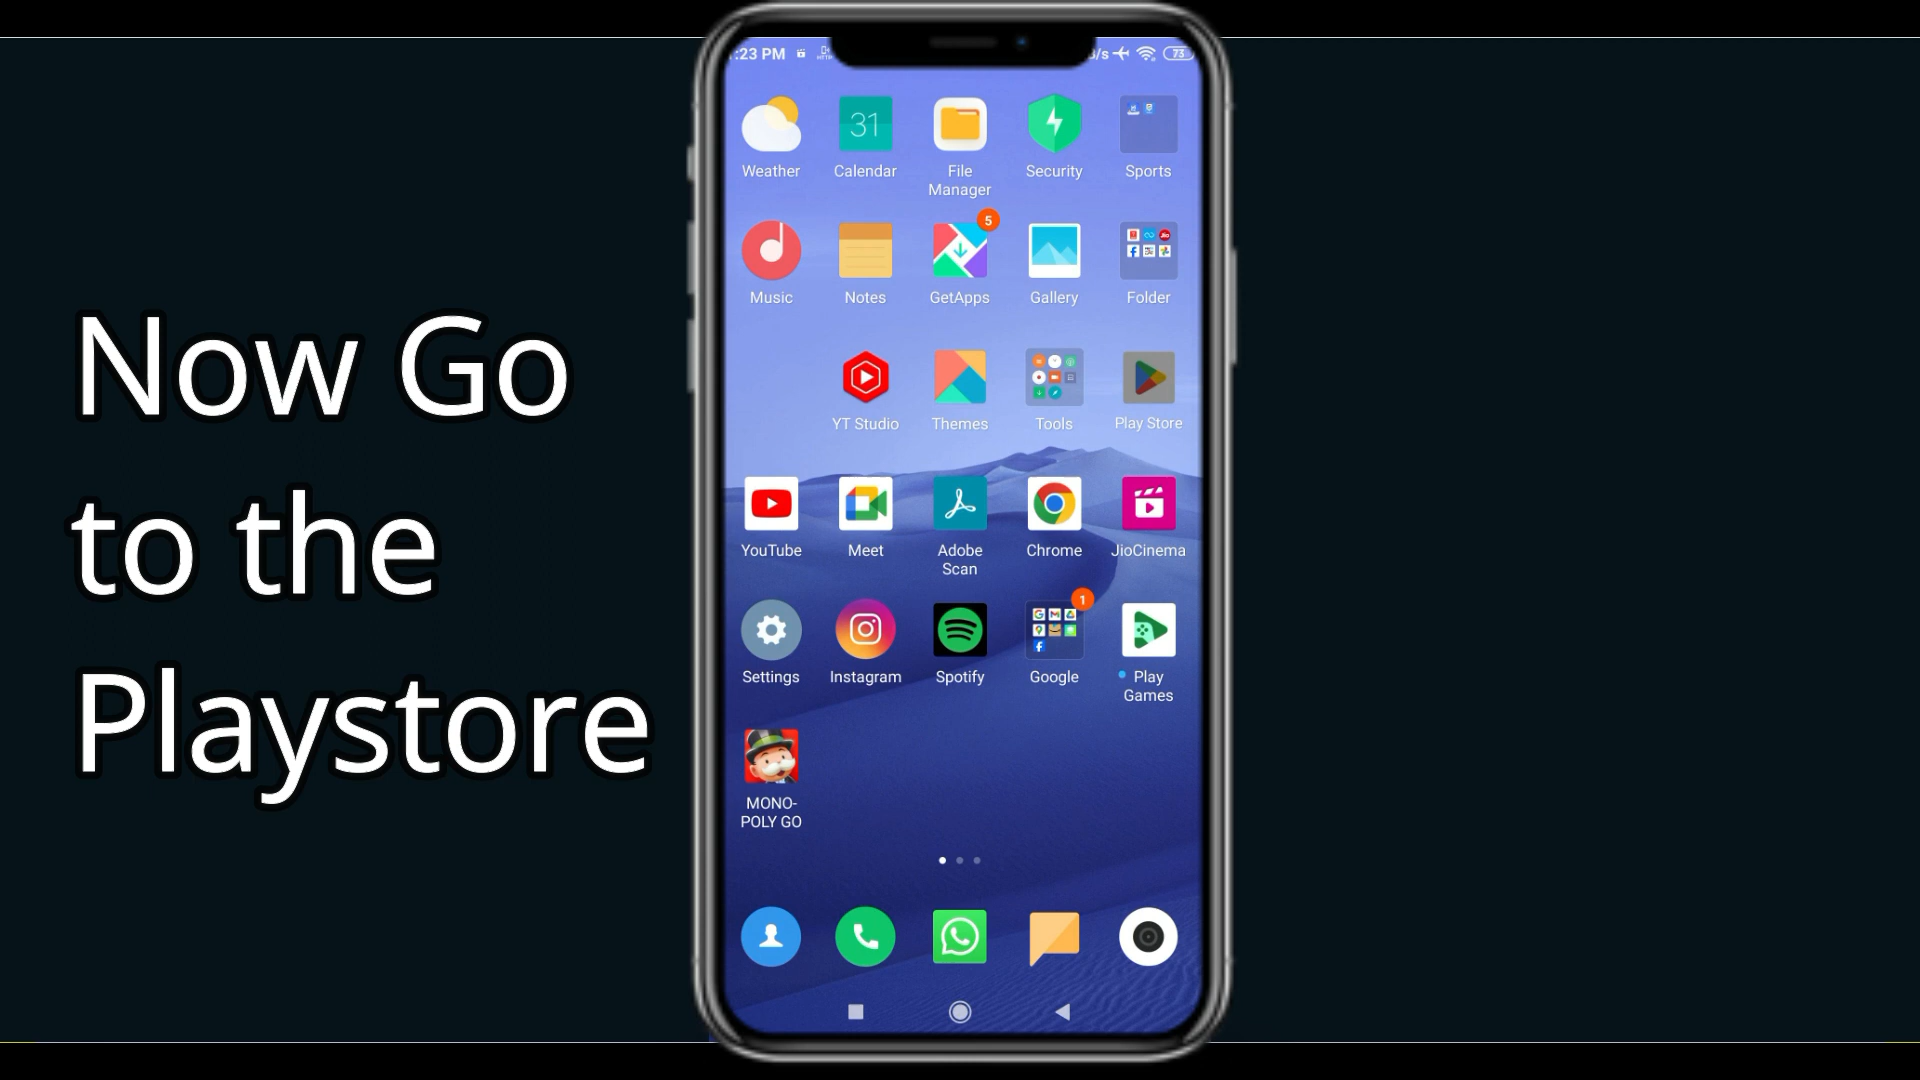 Now Go
to the
Playstore
:23 PM
/s
73
31
Weather
Calendar
File
Manager
Security
Sports
5
Music
Notes
GetApps
Gallery
Folder
YT Studio
Themes
Tools
Play Store
YouTube
Meet
Adobe
Scan
Chrome
JioCinema
1
Settings
Instagram
Spotify
Google
Play
Games
MONO-
POLY GO